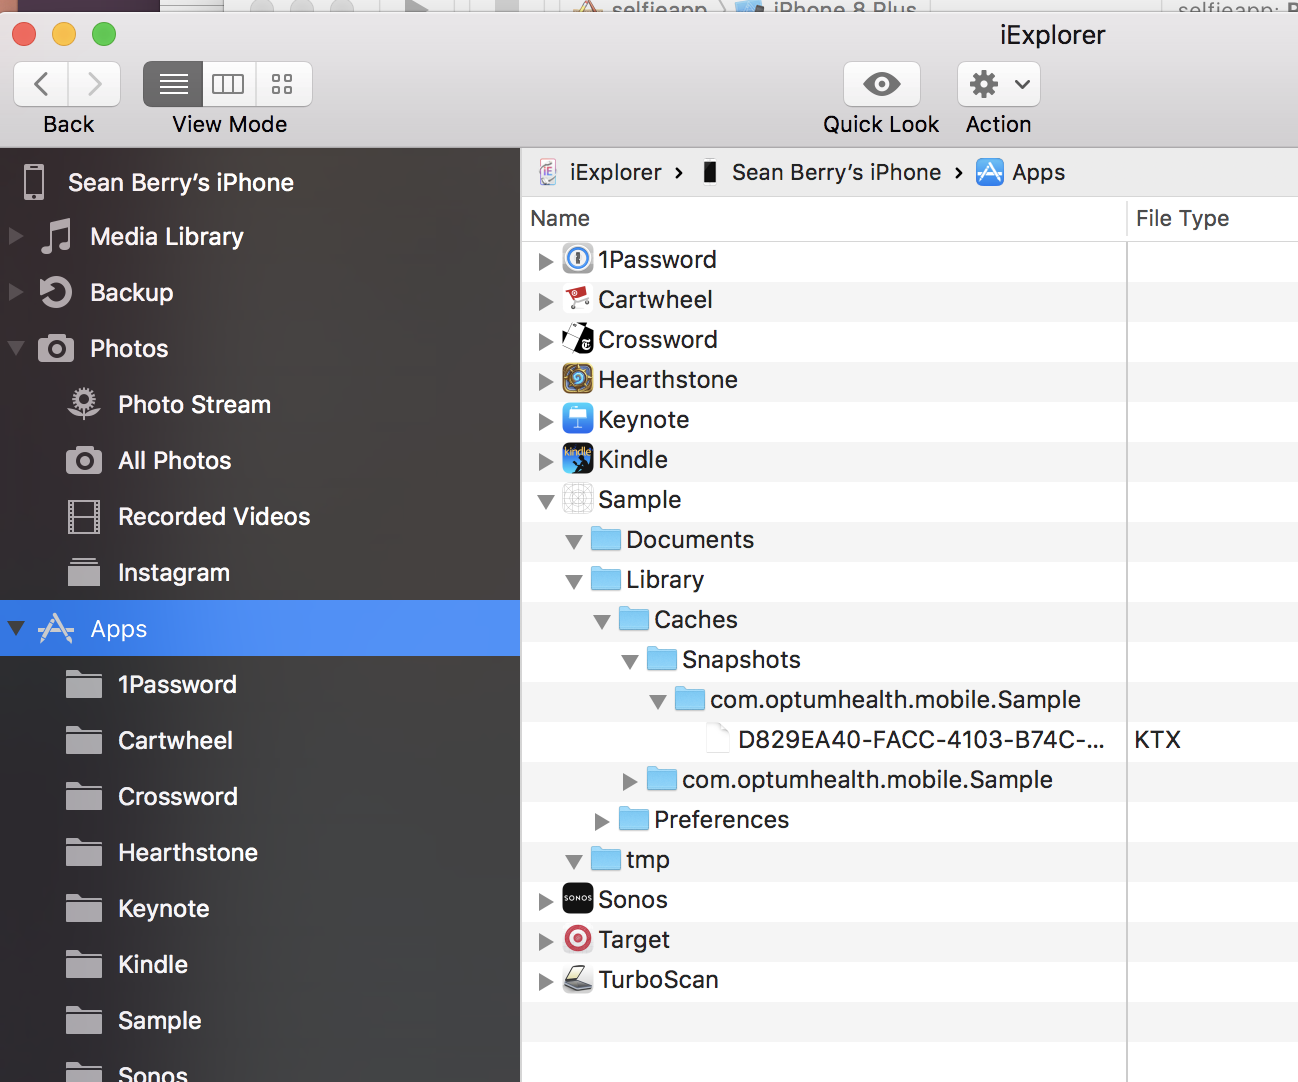 selfieapp
iPhone 8 Plus
selfieapp:
iExplorer
Back
View Mode
Quick Look
Action
Sean Berry’s iPhone
Media Library
Backup
Photos
Photo Stream
All Photos
Recorded Videos
Instagram
Apps
1Password
Cartwheel
Crossword
Hearthstone
Keynote
Kindle
Sample
Sonos
iExplorer › Sean Berry’s iPhone › Apps
Name File Type
1Password
Cartwheel
Crossword
Hearthstone
Keynote
kindle Kindle
Sample
Documents
Library
Caches
Snapshots
com.optumhealth.mobile.Sample
D829EA40-FACC-4103-B74C-... KTX
com.optumhealth.mobile.Sample
Preferences
tmp
SONOS Sonos
Target
TurboScan